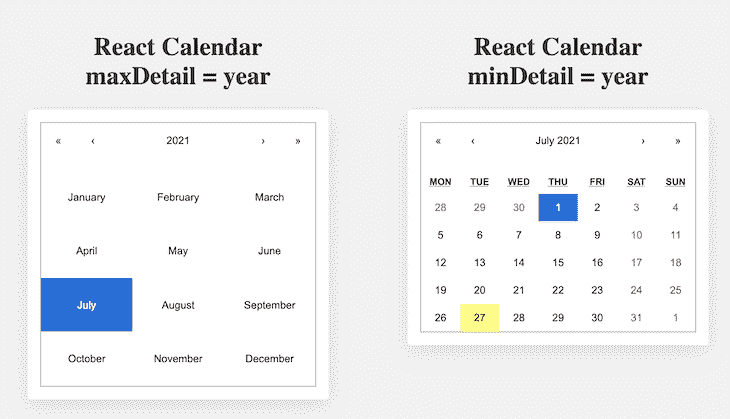 React Calendar
maxDetail = year
« ‹ 2021 › »
January February March
April May June
July August September
October November December
React Calendar
minDetail = year
« ‹ July 2021 › »
MON TUE WED THU FRI SAT SUN
28 29 30 1 2 3 4
5 6 7 8 9 10 11
12 13 14 15 16 17 18
19 20 21 22 23 24 25
26 27 28 29 30 31 1